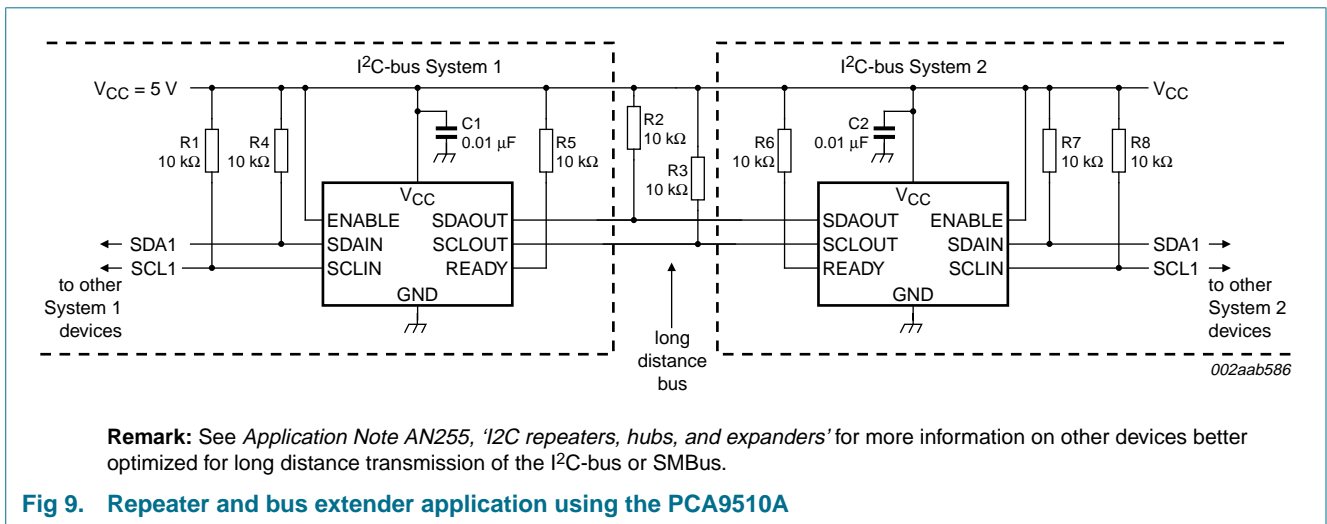 I²C-bus System 1
I²C-bus System 2
VCC = 5 V
VCC
R1
10 kΩ
R4
10 kΩ
C1
0.01 μF
R5
10 kΩ
R2
10 kΩ
R3
10 kΩ
R6
10 kΩ
C2
0.01 μF
R7
10 kΩ
R8
10 kΩ
VCC
ENABLE
SDAOUT
SDAIN
SCLOUT
SCLIN
READY
GND
VCC
SDAOUT
ENABLE
SCLOUT
SDAIN
READY
SCLIN
GND
SDA1
SCL1
to other
System 1
devices
long
distance
bus
SDA1
SCL1
to other
System 2
devices
002aab586
Remark: See Application Note AN255, 'I2C repeaters, hubs, and expanders' for more information on other devices better
optimized for long distance transmission of the I²C-bus or SMBus.
Fig 9. Repeater and bus extender application using the PCA9510A